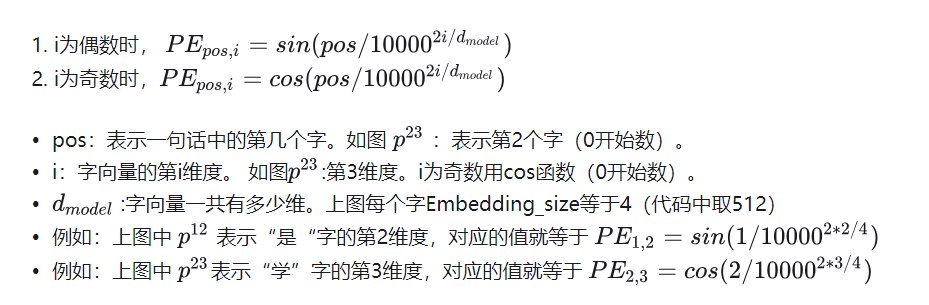 1. i为偶数时， $PE_{pos,i} = sin(pos/10000^{2i/d_{model}})$
2. i为奇数时，$PE_{pos,i} = cos(pos/10000^{2i/d_{model}})$
• pos：表示一句话中的第几个字。如图 $p^{23}$ ：表示第2个字（0开始数）。
• i：字向量的第i维度。 如图$p^{23}$:第3维度。i为奇数用cos函数（0开始数）。
• $d_{model}$ :字向量一共有多少维。上图每个字Embedding_size等于4（代码中取512）
• 例如：上图中 $p^{12}$ 表示“是“字的第2维度，对应的值就等于 $PE_{1,2} = sin(1/10000^{2*2/4})$
• 例如：上图中 $p^{23}$表示“学”字的第3维度，对应的值就等于 $PE_{2,3} = cos(2/10000^{2*3/4})$